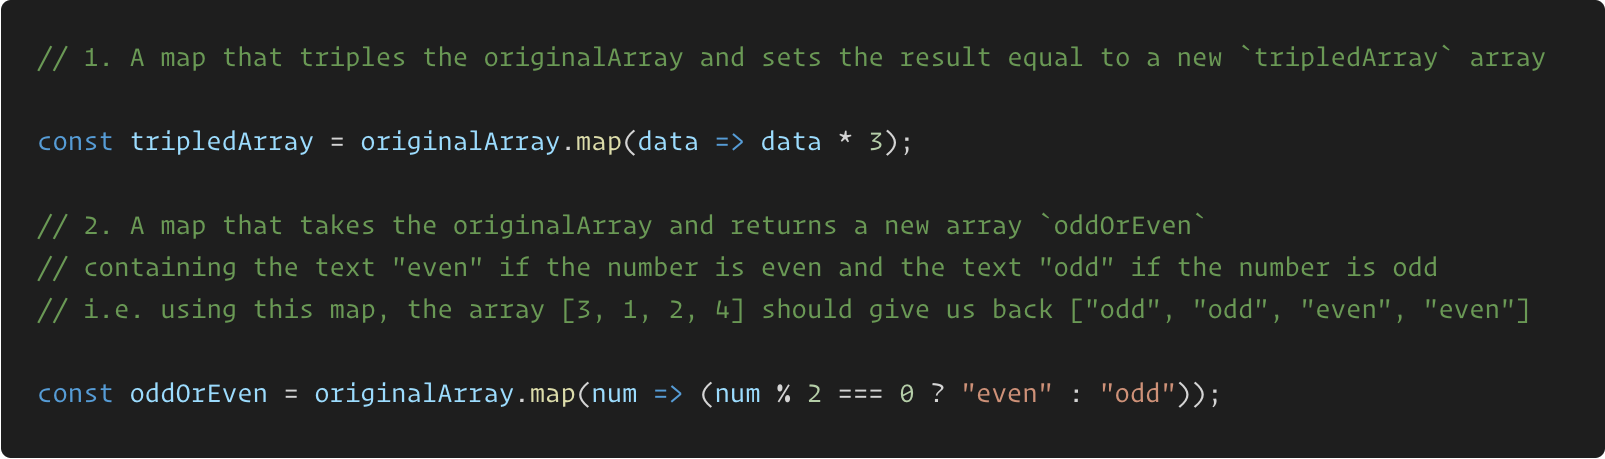 // 1. A map that triples the originalArray and sets the result equal to a new `tripledArray` array
const tripledArray = originalArray.map(data => data * 3);
// 2. A map that takes the originalArray and returns a new array `oddOrEven`
// containing the text "even" if the number is even and the text "odd" if the number is odd
// i.e. using this map, the array [3, 1, 2, 4] should give us back ["odd", "odd", "even", "even"]
const oddOrEven = originalArray.map(num => (num % 2 === 0 ? "even" : "odd"));